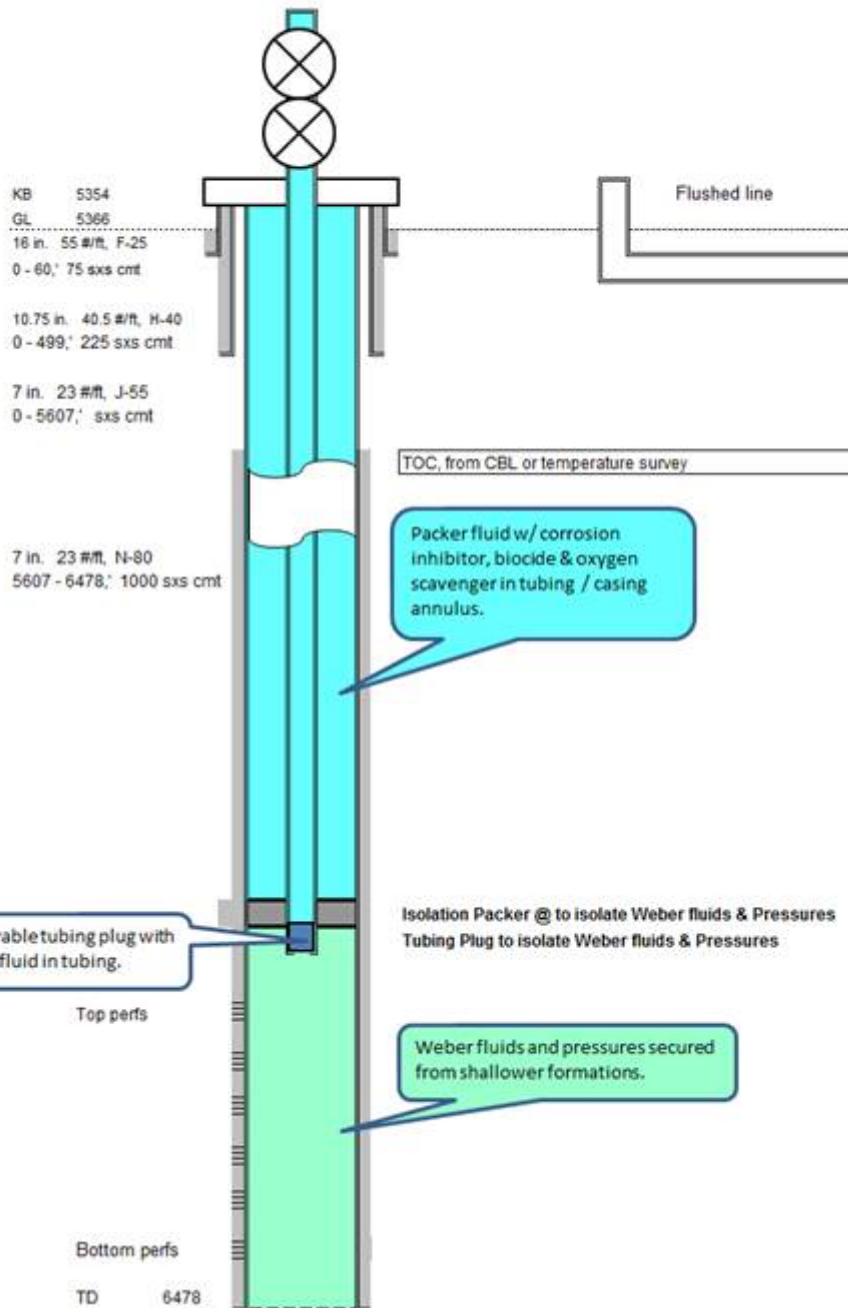 KB 5354
GL 5366
16 in. 55 #/ft, F-25
0 - 60,' 75 sxs cmt
10.75 in. 40.5 #/ft, H-40
0 - 499,' 225 sxs cmt
7 in. 23 #/ft, J-55
0 - 5607,' sxs cmt
7 in. 23 #/ft, N-80
5607 - 6478,' 1000 sxs cmt
Flushed line
TOC, from CBL or temperature survey
Packer fluid w/ corrosion
inhibitor, biocide & oxygen
scavenger in tubing / casing
annulus.
Isolation Packer @ to isolate Weber fluids & Pressures
Tubing Plug to isolate Weber fluids & Pressures
tubing plug with
fluid in tubing.
Top perfs
Weber fluids and pressures secured
from shallower formations.
Bottom perfs
TD 6478